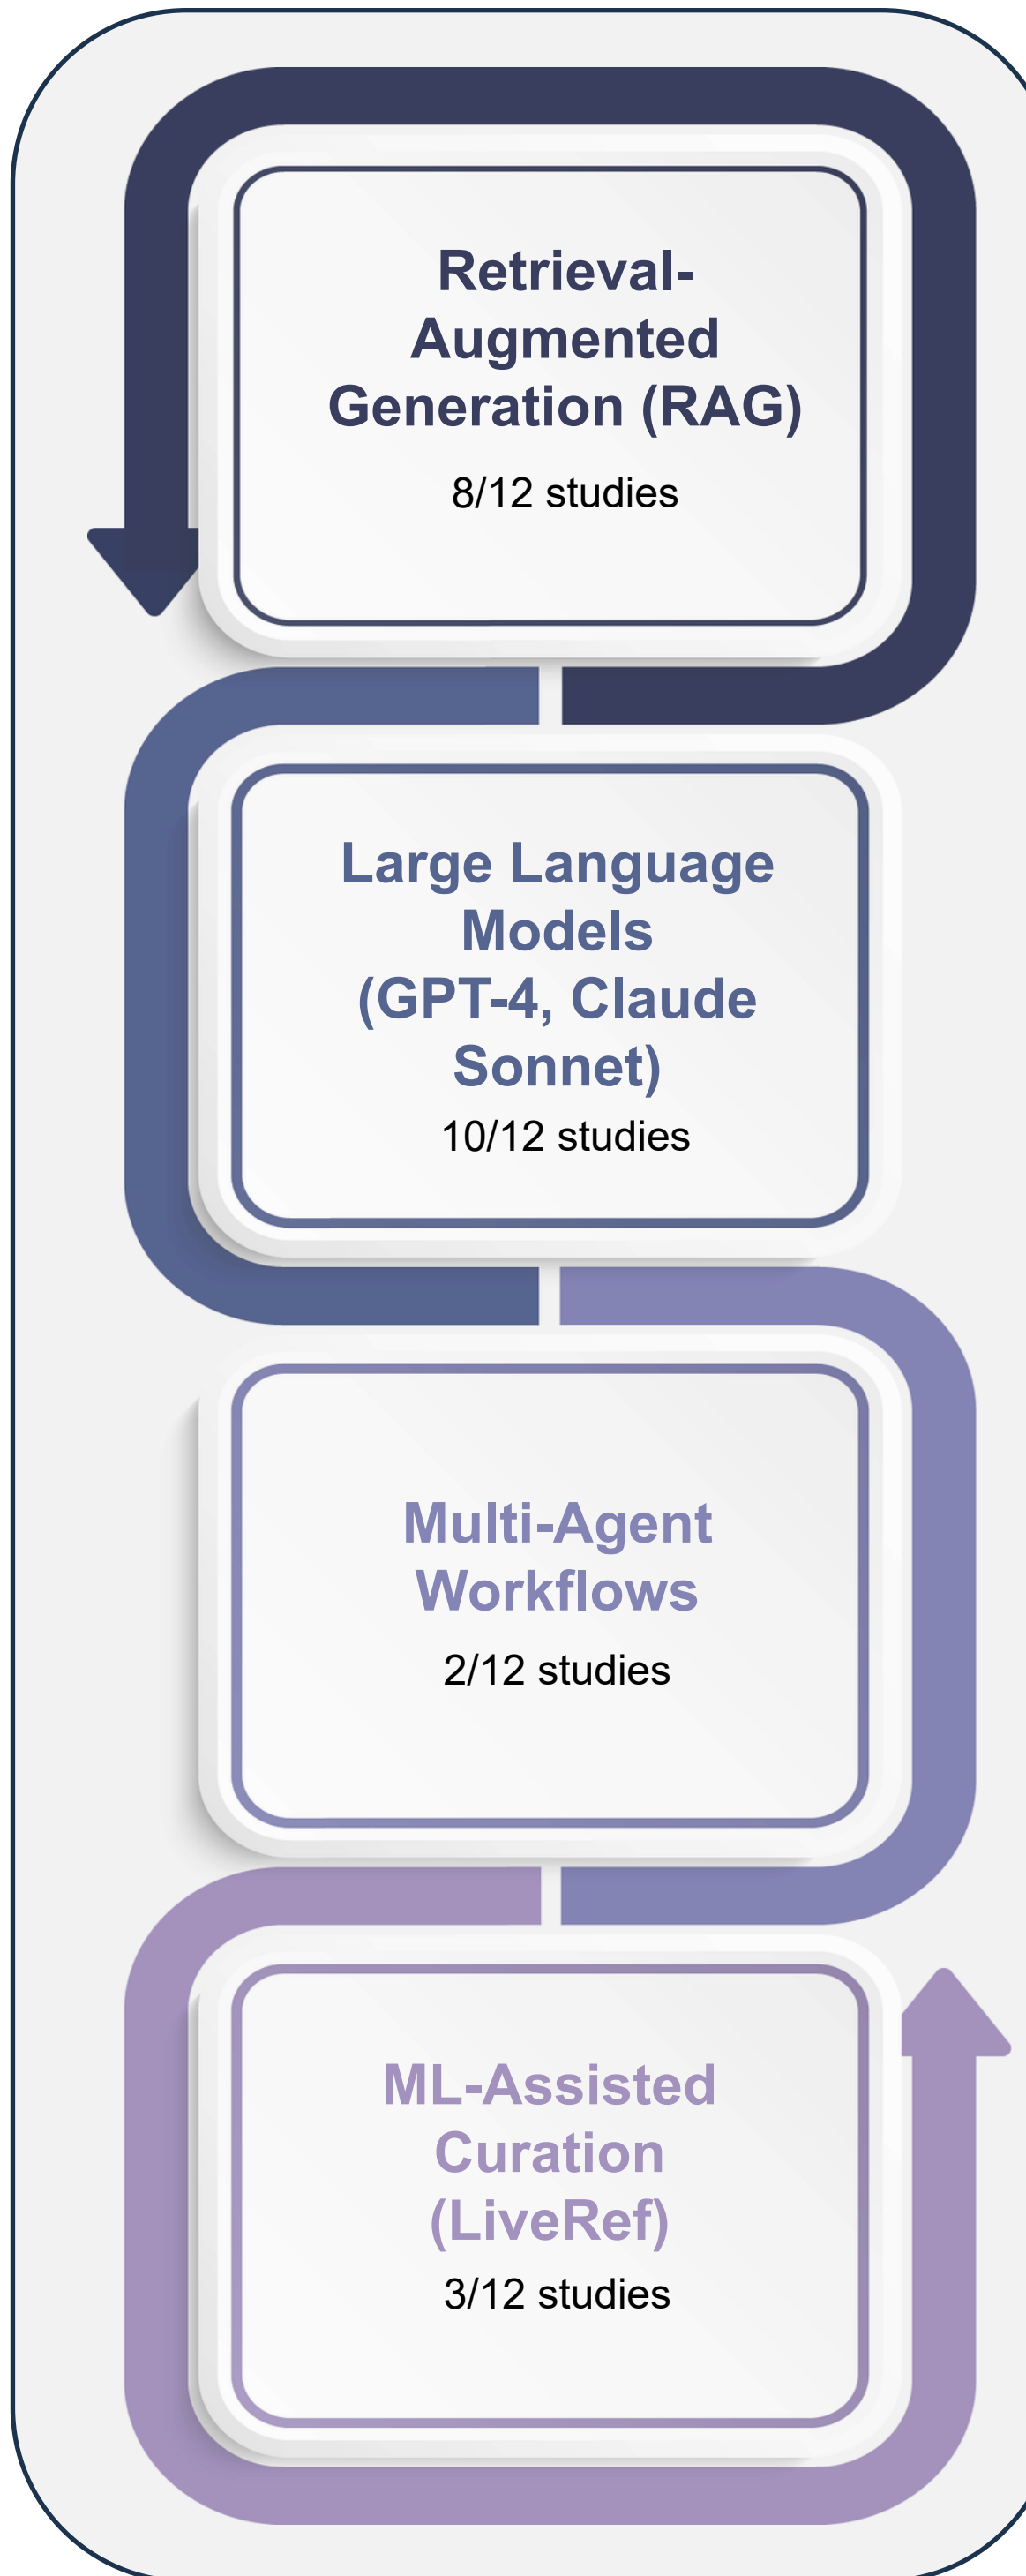 Retrieval-
Augmented
Generation (RAG)
8/12 studies
Large Language
Models
(GPT-4, Claude
Sonnet)
10/12 studies
Multi-Agent
Workflows
2/12 studies
ML-Assisted
Curation
(LiveRef)
3/12 studies